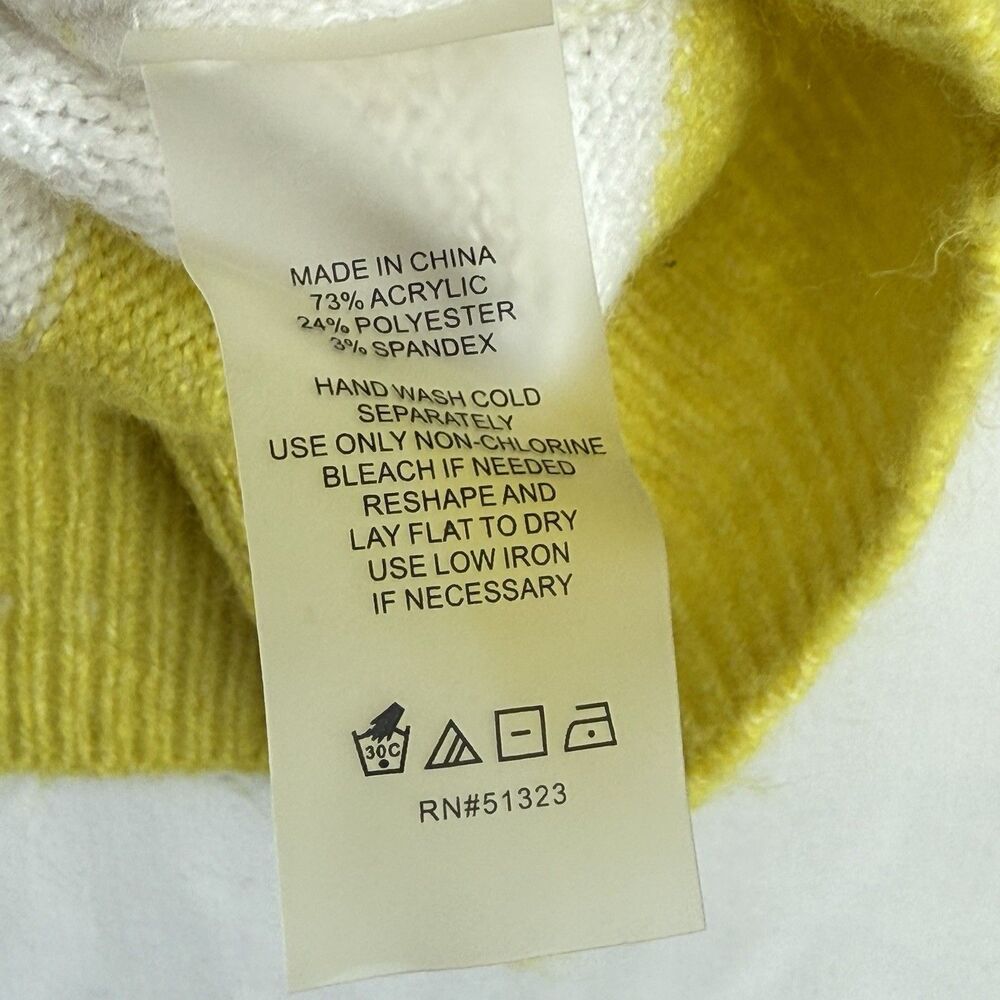 MADE IN CHINA
73% ACRYLIC
24% POLYESTER
3% SPANDEX
HAND WASH COLD
SEPARATELY
USE ONLY NON-CHLORINE
BLEACH IF NEEDED
RESHAPE AND
LAY FLAT TO DRY
USE LOW IRON
IF NECESSARY
30C
RN#51323